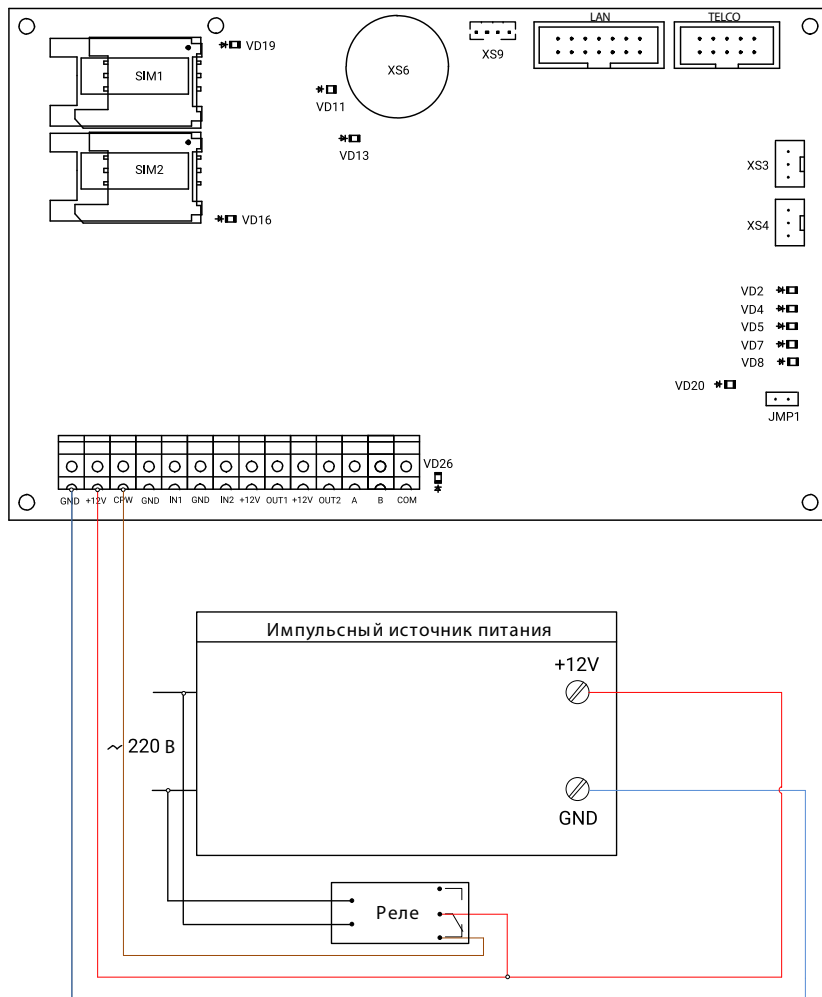 LAN
TELCO
VD19
SIM1
XS9
XS6
VD11
VD13
XS3
SIM2
VD16
XS4
VD2
VD4
VD5
VD7
VD8
VD20
JMP1
VD26
GND +12V CPW GND IN1 GND IN2 +12V OUT1 +12V OUT2 A B COM
Импульсный источник питания
+12V
~ 220 В
GND
Реле